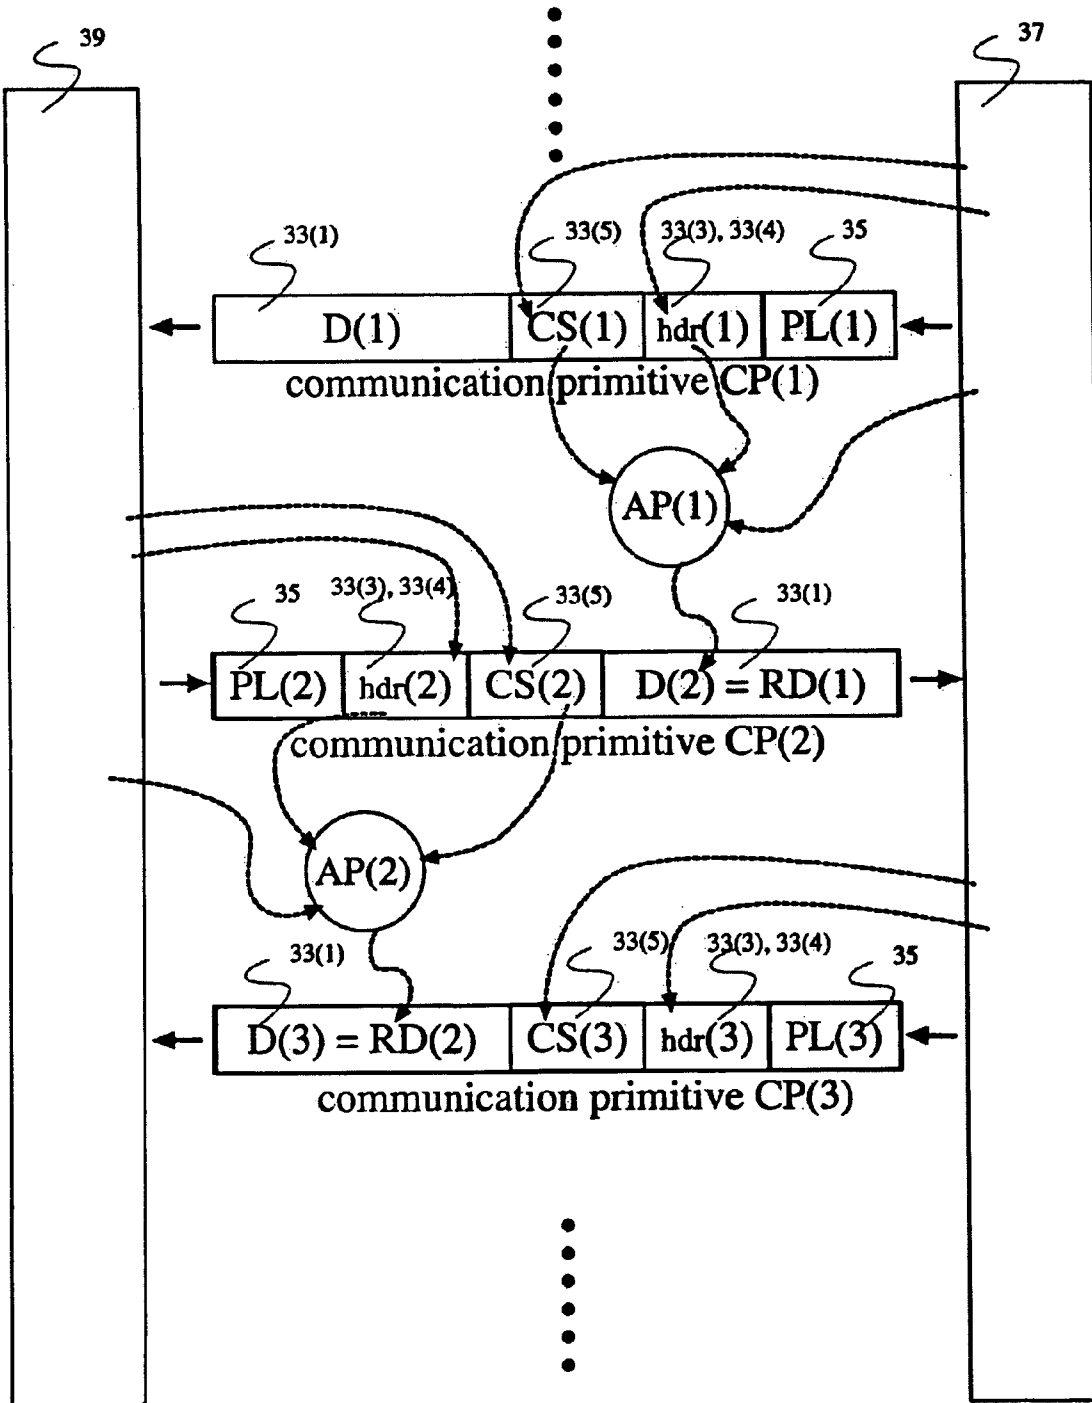 39
37
33(1)
33(5)
33(3), 33(4)
35
D(1) CS(1) hdr(1) PL(1)
communication primitive CP(1)
AP(1)
35
33(3), 33(4)
33(5)
33(1)
PL(2) hdr(2) CS(2) D(2) = RD(1)
communication primitive CP(2)
AP(2)
33(1)
33(5)
33(3), 33(4)
35
D(3) = RD(2) CS(3) hdr(3) PL(3)
communication primitive CP(3)